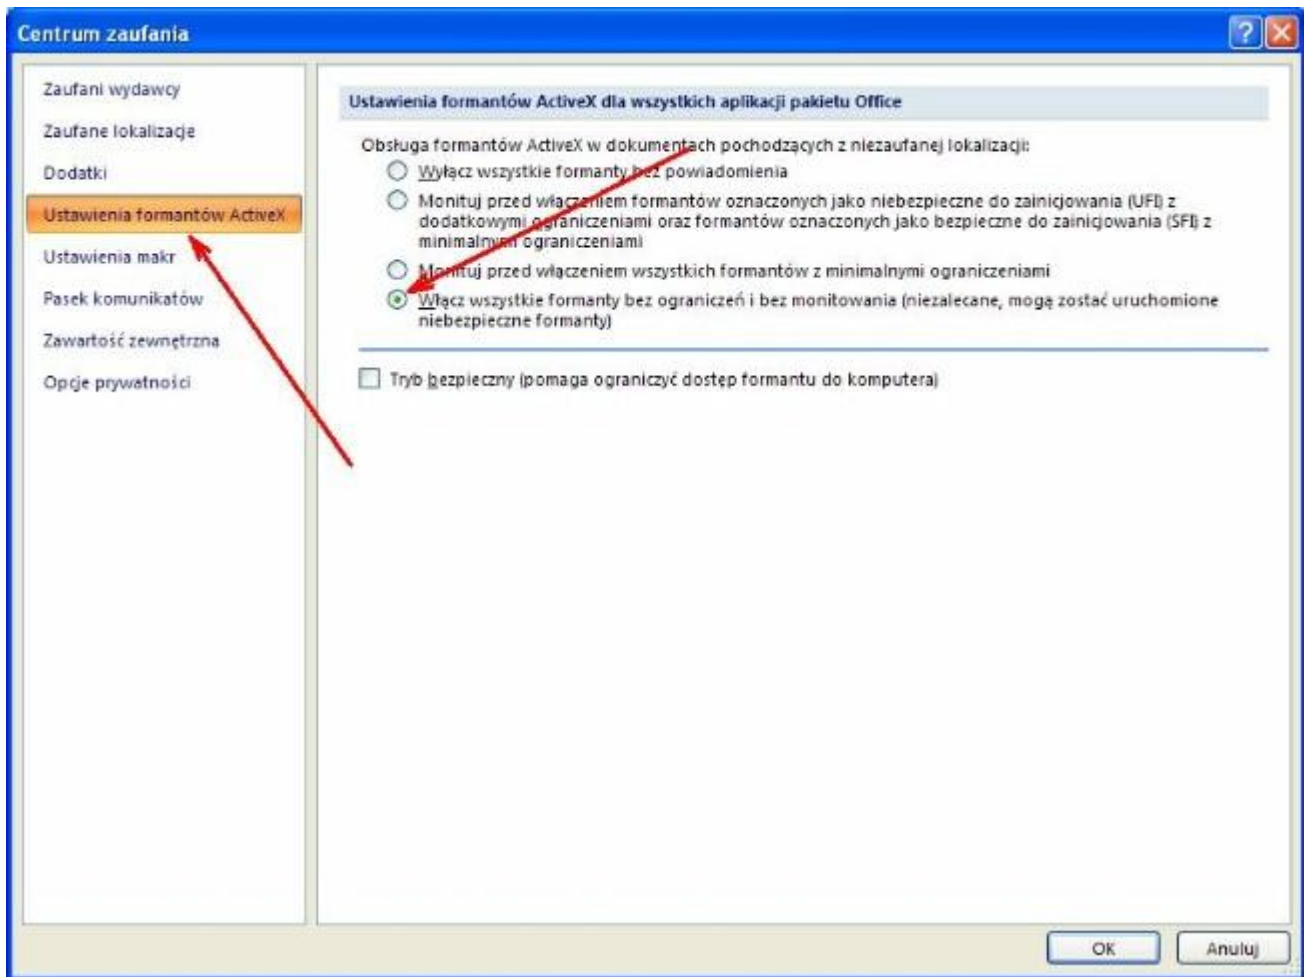 Centrum zaufania
Zaufani wydawcy
Zaufane lokalizacje
Dodatki
Ustawienia formantów ActiveX
Ustawienia makr
Pasek komunikatów
Zawartość zewnętrzna
Opcje prywatności
Ustawienia formantów ActiveX dla wszystkich aplikacji pakietu Office
Obsługa formantów ActiveX w dokumentach pochodzących z niezaufanej lokalizacji:
Wyłącz wszystkie formanty bez powiadomienia
Monituj przed włączeniem formantów oznaczonych jako niebezpieczne do zainicjowania (UFI) z
dodatkowymi ograniczeniami oraz formantów oznaczonych jako bezpieczne do zainicjowania (SFI) z
minimalnymi ograniczeniami
Monituj przed włączeniem wszystkich formantów z minimalnymi ograniczeniami
Włącz wszystkie formanty bez ograniczeń i bez monitowania (niezalecane, mogą zostać uruchomione
niebezpieczne formanty)
Tryb bezpieczny (pomaga ograniczyć dostęp formantu do komputera)
OK
Anuluj